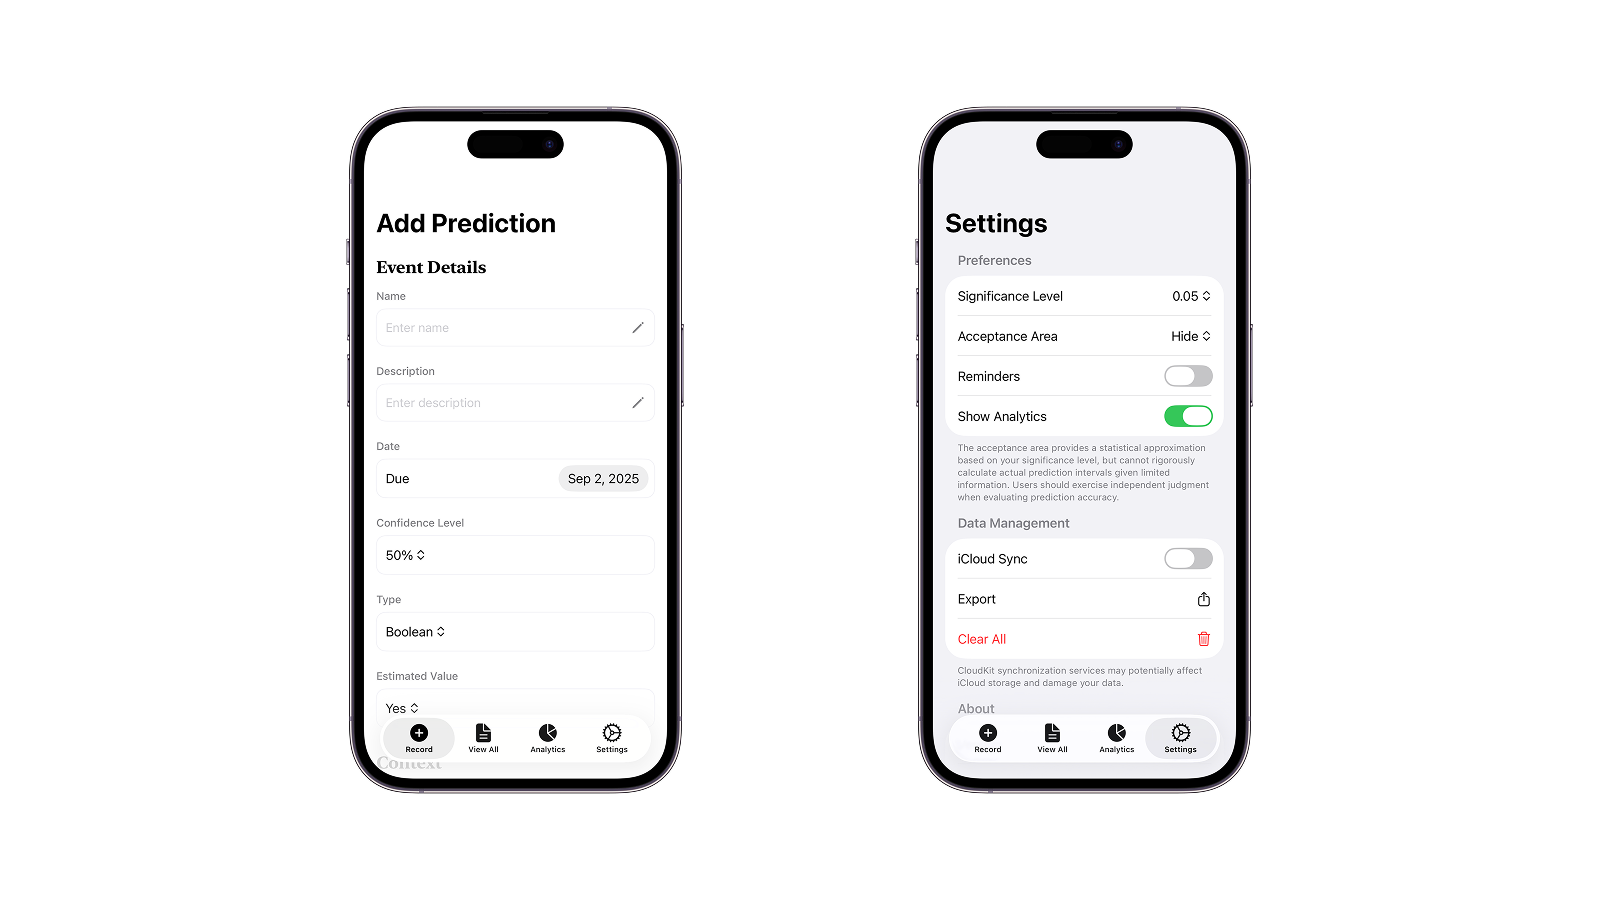 Add Prediction
Event Details
Name
Enter name
Description
Enter description
Date
Due Sep 2, 2025
Confidence Level
50%
Type
Boolean
Estimated Value
Yes
Record View All Analytics Settings
Context
Settings
Preferences
Significance Level 0.05
Acceptance Area Hide
Reminders
Show Analytics
The acceptance area provides a statistical approximation
based on your significance level, but cannot rigorously
calculate actual prediction intervals given limited
information. Users should exercise independent judgment
when evaluating prediction accuracy.
Data Management
iCloud Sync
Export
Clear All
CloudKit synchronization services may potentially affect
iCloud storage and damage your data.
About
Record View All Analytics Settings